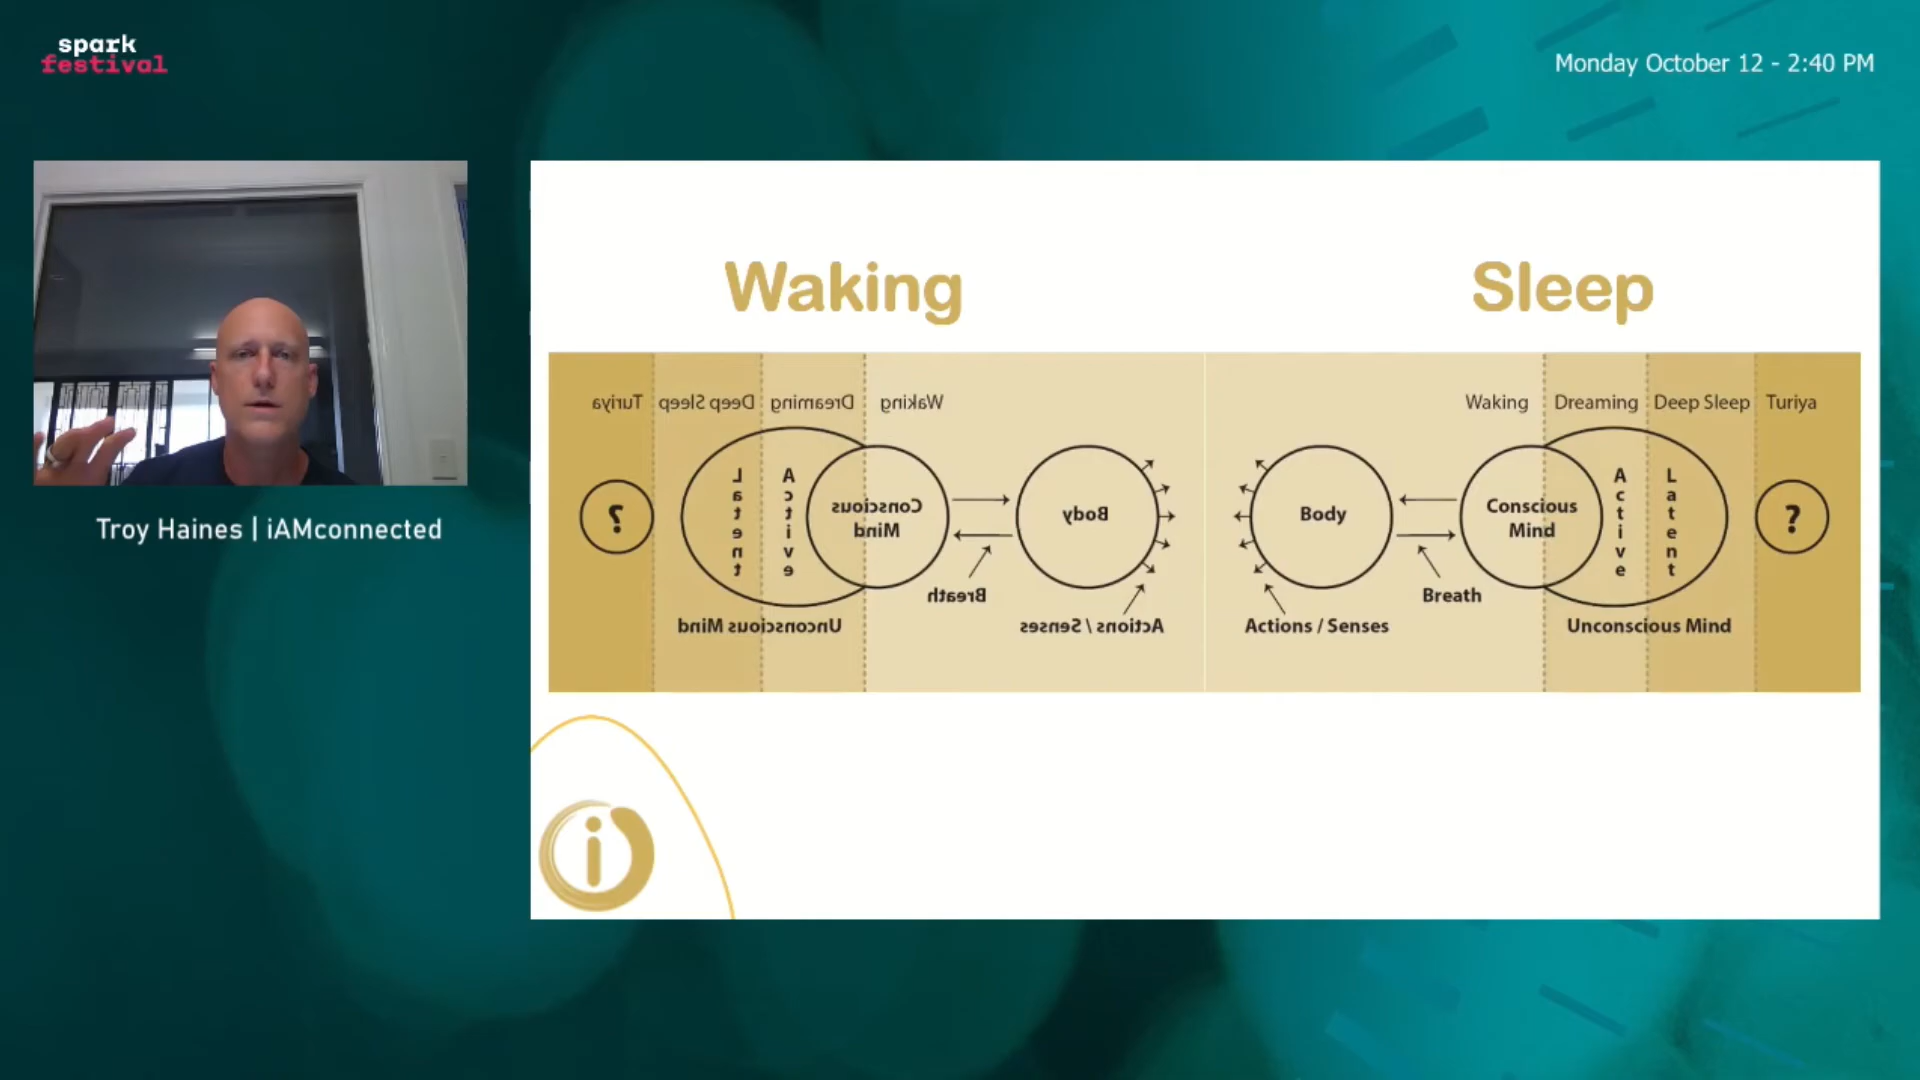 spark
festival
Monday October 12 - 2:40 PM
Troy Haines | iAMconnected
Waking
Sleep
Turiya
Deep Sleep
Dreaming
Waking
Waking
Dreaming
Deep Sleep
Turiya
?
Latent
Active
Conscious
Mind
Body
Breath
Unconscious Mind
Actions / Senses
Body
Conscious
Mind
Active
Latent
?
Breath
Actions / Senses
Unconscious Mind
i